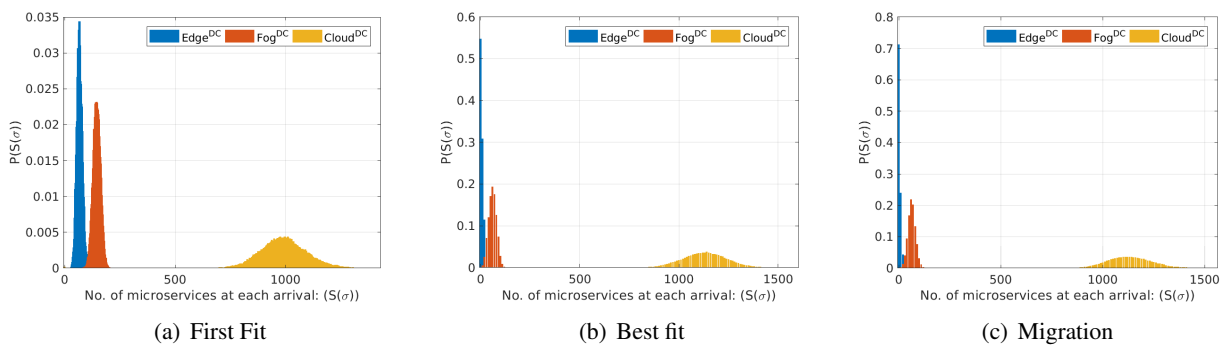 0.035
0.03
0.025
0.02
0.015
0.01
0.005
0
0 500 1000
P(S(σ))
Edge^DC Fog^DC Cloud^DC
No. of microservices at each arrival: (S(σ))
(a) First Fit
0.6
0.5
0.4
0.3
0.2
0.1
0
0 500 1000 1500
P(S(σ))
Edge^DC Fog^DC Cloud^DC
No. of microservices at each arrival: (S(σ))
(b) Best fit
0.8
0.7
0.6
0.5
0.4
0.3
0.2
0.1
0
0 500 1000 1500
P(S(σ))
Edge^DC Fog^DC Cloud^DC
No. of microservices at each arrival: (S(σ))
(c) Migration